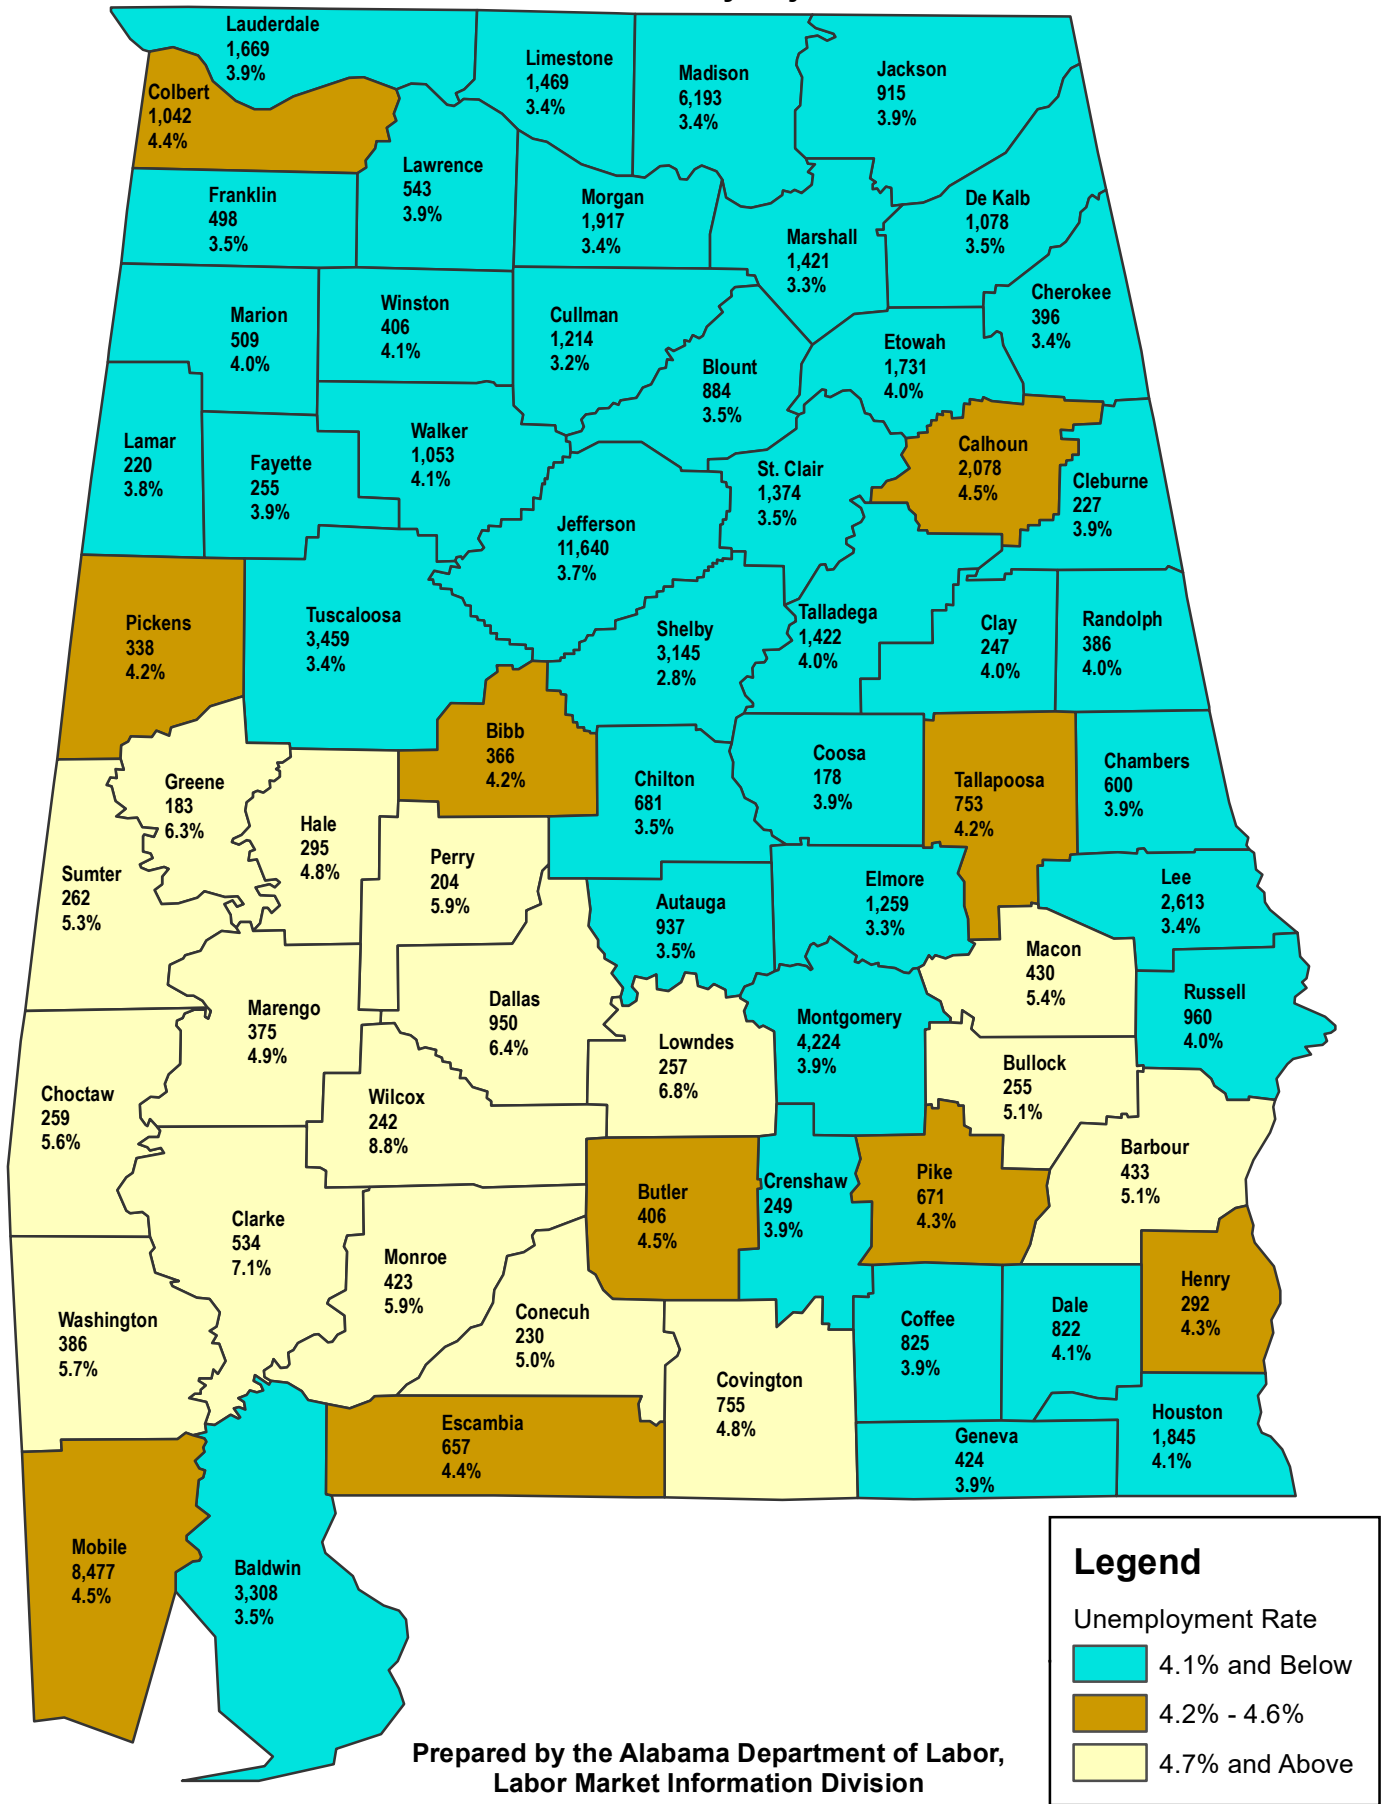 Lauderdale
1,669
3.9%
Limestone
1,469
3.4%
Madison
6,193
3.4%
Jackson
915
3.9%
Colbert
1,042
4.4%
Lawrence
543
3.9%
Franklin
498
3.5%
Morgan
1,917
3.4%
De Kalb
1,078
3.5%
Marshall
1,421
3.3%
Cherokee
396
3.4%
Marion
509
4.0%
Winston
406
4.1%
Cullman
1,214
3.2%
Etowah
1,731
4.0%
Blount
884
3.5%
Lamar
220
3.8%
Fayette
255
3.9%
Walker
1,053
4.1%
St. Clair
1,374
3.5%
Calhoun
2,078
4.5%
Cleburne
227
3.9%
Jefferson
11,640
3.7%
Pickens
338
4.2%
Tuscaloosa
3,459
3.4%
Shelby
3,145
2.8%
Talladega
1,422
4.0%
Clay
247
4.0%
Randolph
386
4.0%
Bibb
366
4.2%
Greene
183
6.3%
Hale
295
4.8%
Chilton
681
3.5%
Coosa
178
3.9%
Tallapoosa
753
4.2%
Chambers
600
3.9%
Perry
204
5.9%
Sumter
262
5.3%
Autauga
937
3.5%
Elmore
1,259
3.3%
Lee
2,613
3.4%
Macon
430
5.4%
Russell
960
4.0%
Marengo
375
4.9%
Dallas
950
6.4%
Lowndes
257
6.8%
Montgomery
4,224
3.9%
Bullock
255
5.1%
Choctaw
259
5.6%
Wilcox
242
8.8%
Barbour
433
5.1%
Butler
406
4.5%
Crenshaw
249
3.9%
Pike
671
4.3%
Clarke
534
7.1%
Monroe
423
5.9%
Henry
292
4.3%
Washington
386
5.7%
Conecuh
230
5.0%
Coffee
825
3.9%
Dale
822
4.1%
Covington
755
4.8%
Escambia
657
4.4%
Geneva
424
3.9%
Houston
1,845
4.1%
Mobile
8,477
4.5%
Baldwin
3,308
3.5%
Legend
Unemployment Rate
4.1% and Below
4.2% - 4.6%
4.7% and Above
Prepared by the Alabama Department of Labor,
Labor Market Information Division